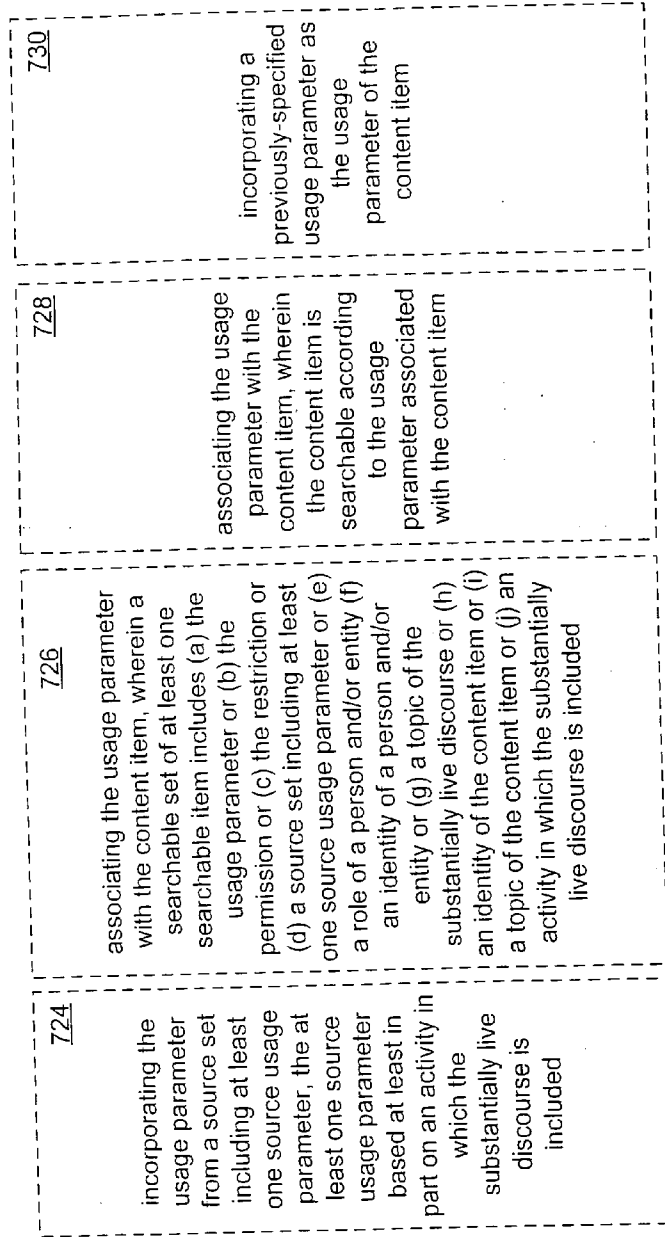 724
incorporating the
usage parameter
from a source set
including at least
one source usage
parameter, the at
least one source
usage parameter
based at least in
part on an activity in
which the
substantially live
discourse is
included
726
associating the usage parameter
with the content item, wherein a
searchable set of at least one
searchable item includes (a) the
usage parameter or (b) the
permission or (c) the restriction or
(d) a source set including at least
one source usage parameter or (e)
a role of a person and/or entity (f)
an identity of a person and/or
entity or (g) a topic of the
substantially live discourse or (h)
an identity of the content item or (i)
a topic of the content item or (j) an
activity in which the substantially
live discourse is included
728
associating the usage
parameter with the
content item, wherein
the content item is
searchable according
to the usage
parameter associated
with the content item
730
incorporating a
previously-specified
usage parameter as
the usage
parameter of the
content item